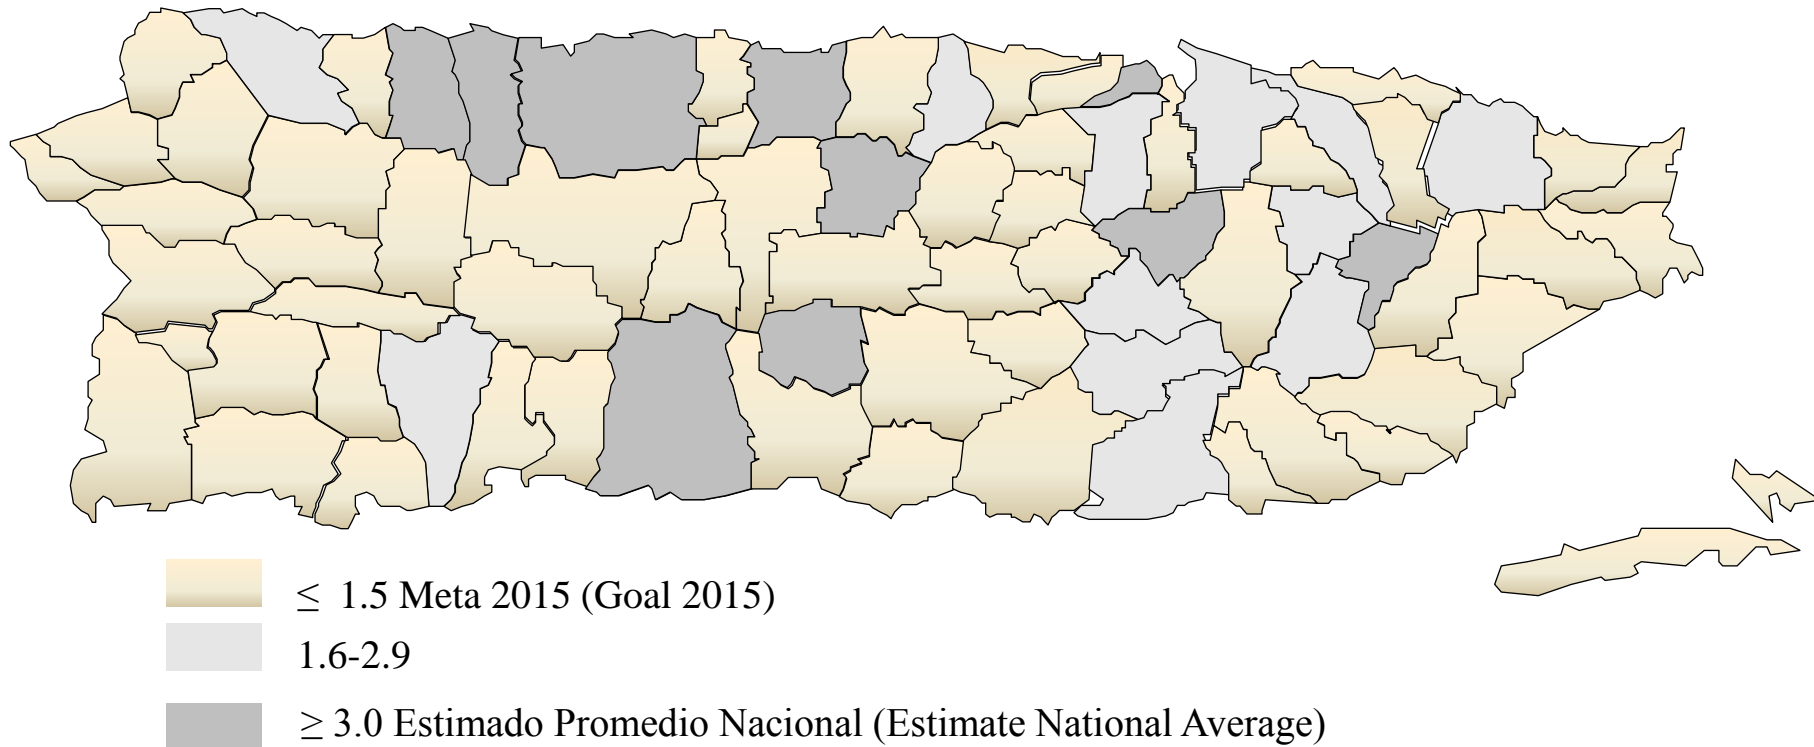 ≤ 1.5 Meta 2015 (Goal 2015)
1.6-2.9
≥ 3.0 Estimado Promedio Nacional (Estimate National Average)